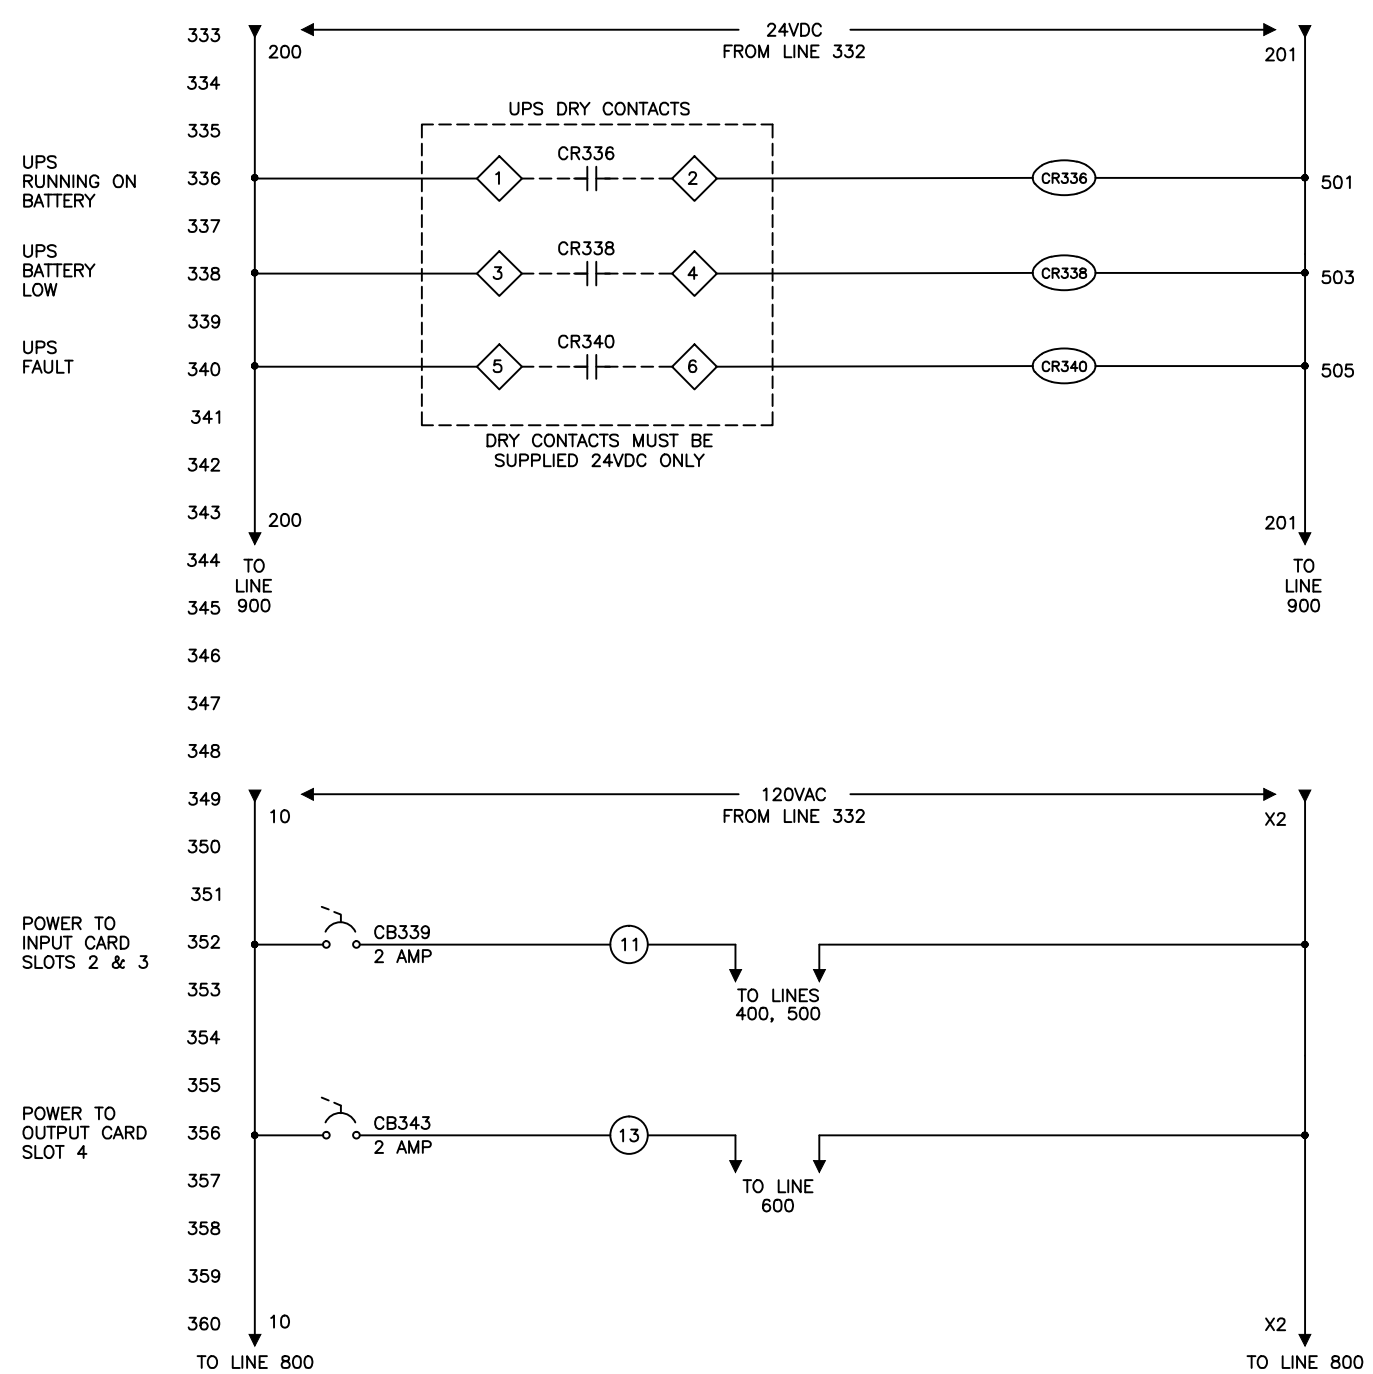 333
200
24VDC
FROM LINE 332
201
334
UPS DRY CONTACTS
335
UPS
RUNNING ON
BATTERY
336
1
CR336
2
CR336
501
337
UPS
BATTERY
LOW
338
3
CR338
4
CR338
503
339
UPS
FAULT
340
5
CR340
6
CR340
505
341
DRY CONTACTS MUST BE
SUPPLIED 24VDC ONLY
342
343
200
201
344
TO
LINE
900
TO
LINE
900
345
346
347
348
349
10
120VAC
FROM LINE 332
X2
350
351
POWER TO
INPUT CARD
SLOTS 2 & 3
352
CB339
2 AMP
11
353
TO LINES
400, 500
354
355
POWER TO
OUTPUT CARD
SLOT 4
356
CB343
2 AMP
13
357
TO LINE
600
358
359
360
10
X2
TO LINE 800
TO LINE 800